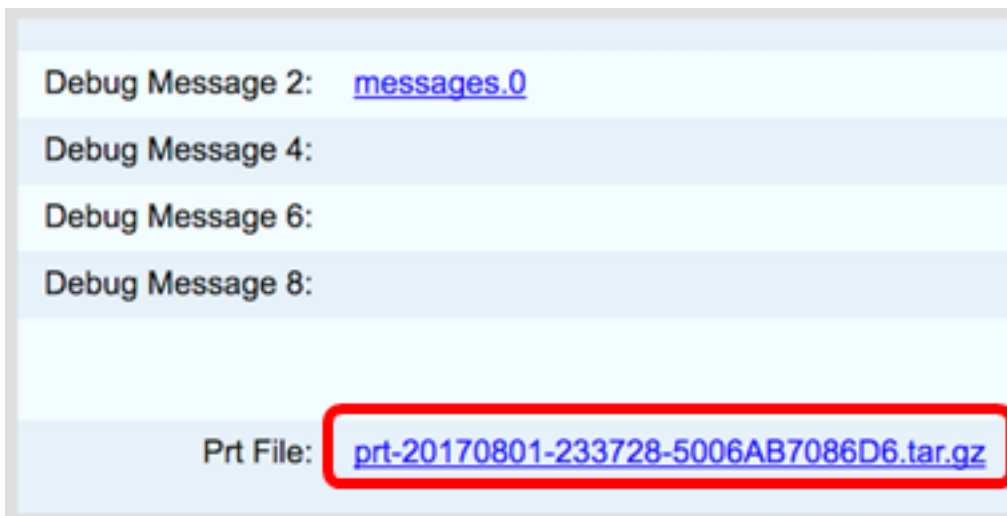 Debug Message 2: messages.0
Debug Message 4:
Debug Message 6:
Debug Message 8:
Prt File: prt-20170801-233728-5006AB7086D6.tar.gz